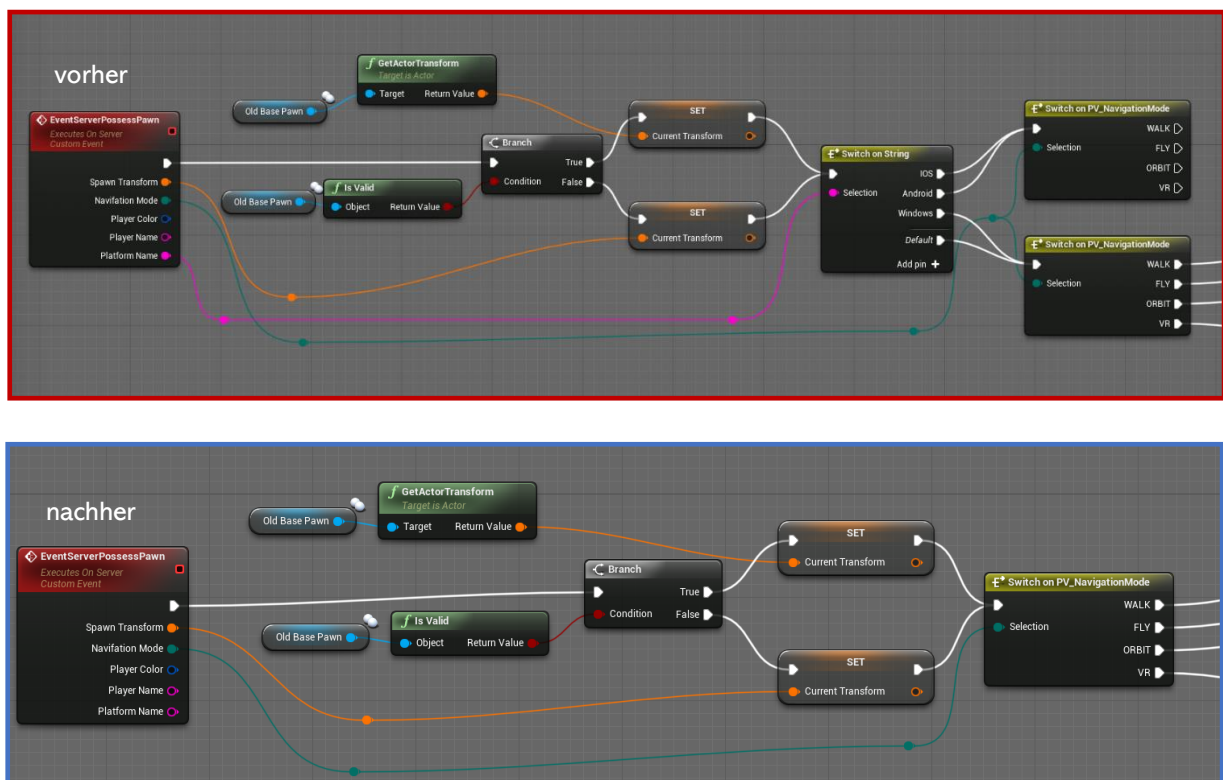 vorher
GetActorTransform
Target is Actor
Target Return Value
Old Base Pawn
EventServerPossessPawn
Executes On Server
Custom Event
Spawn Transform
Navifation Mode
Player Color
Player Name
Platform Name
Old Base Pawn
Is Valid
Object Return Value
Branch
True
Condition False
SET
Current Transform
SET
Current Transform
Switch on String
IOS
Selection Android
Windows
Default
Add pin +
Switch on PV_NavigationMode
WALK
Selection FLY
ORBIT
VR
Switch on PV_NavigationMode
WALK
Selection FLY
ORBIT
VR
nachher
GetActorTransform
Target is Actor
Target Return Value
Old Base Pawn
EventServerPossessPawn
Executes On Server
Custom Event
Spawn Transform
Navifation Mode
Player Color
Player Name
Platform Name
Old Base Pawn
Is Valid
Object Return Value
Branch
True
Condition False
SET
Current Transform
SET
Current Transform
Switch on PV_NavigationMode
WALK
Selection FLY
ORBIT
VR